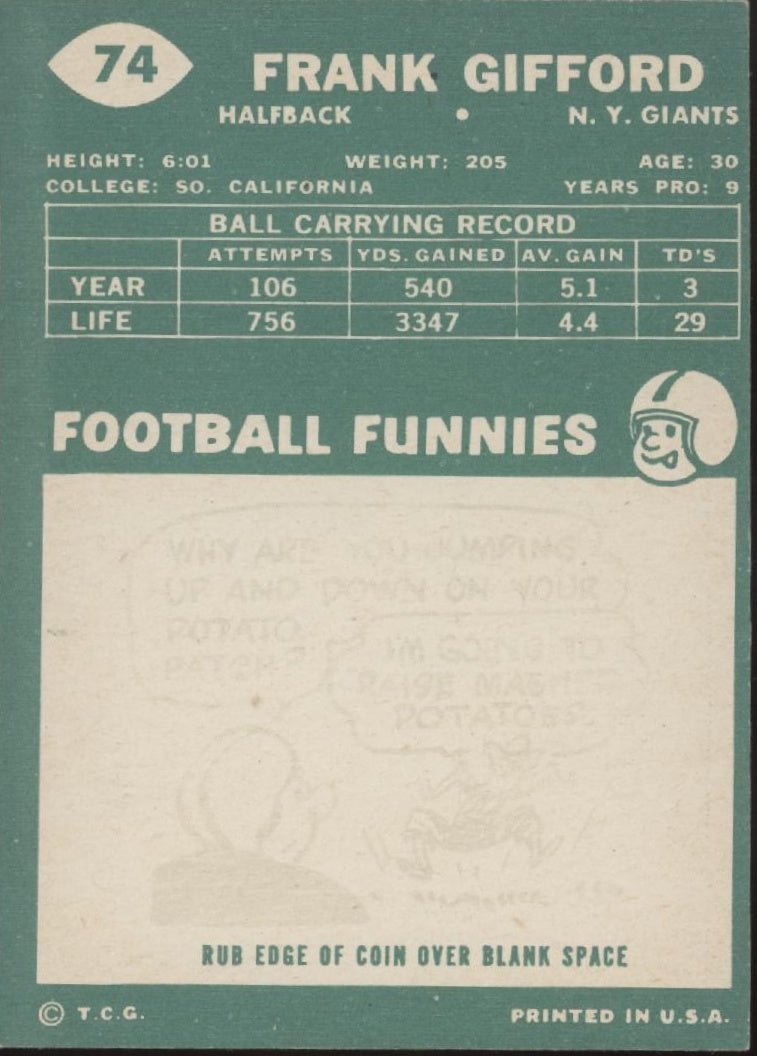 74
FRANK GIFFORD
HALFBACK • N. Y. GIANTS
HEIGHT: 6:01 WEIGHT: 205 AGE: 30
COLLEGE: SO. CALIFORNIA YEARS PRO: 9
BALL CARRYING RECORD
ATTEMPTS YDS. GAINED AV. GAIN TD'S
YEAR 106 540 5.1 3
LIFE 756 3347 4.4 29
FOOTBALL FUNNIES
WHY ARE YOU JUMPING
UP AND DOWN ON YOUR
POTATO
PATCH?
I'M GOING TO
RAISE MASHED
POTATOES.
RUB EDGE OF COIN OVER BLANK SPACE
© T.C.G. PRINTED IN U.S.A.